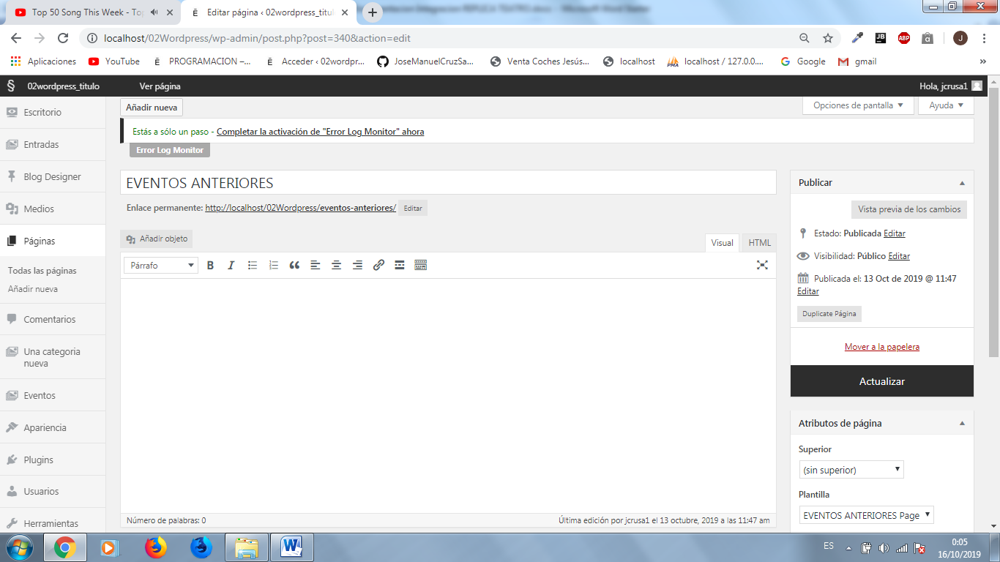 Top 50 Song This Week - Top
Editar página ‹ 02wordpress_titulo
Microsoft Word Starter
localhost/02Wordpress/wp-admin/post.php?post=340&action=edit
JB
ABP
a
J
Aplicaciones
YouTube
PROGRAMACION –...
Acceder ‹ 02wordpr...
JoseManuelCruzSa...
Venta Coches Jesús...
localhost
localhost / 127.0.0....
Google
gmail
»
§ 02wordpress_titulo
Ver página
Hola, jcrusa1
Escritorio
Entradas
Blog Designer
Medios
Páginas
Todas las páginas
Añadir nueva
Comentarios
Una categoria
nueva
Eventos
Apariencia
Plugins
Usuarios
Herramientas
Añadir nueva
Opciones de pantalla
Ayuda
Estás a sólo un paso - Completar la activación de "Error Log Monitor" ahora
Error Log Monitor
EVENTOS ANTERIORES
Enlace permanente: http://localhost/02Wordpress/eventos-anteriores/ Editar
Añadir objeto
Visual
HTML
Párrafo
B
I
Número de palabras: 0
Última edición por jcrusa1 el 13 octubre, 2019 a las 11:47 am
Publicar
Vista previa de los cambios
Estado: Publicada Editar
Visibilidad: Público Editar
Publicada el: 13 Oct de 2019 @ 11:47
Editar
Duplicate Página
Mover a la papelera
Actualizar
Atributos de página
Superior
(sin superior)
Plantilla
EVENTOS ANTERIORES Page
ES
0:05
16/10/2019